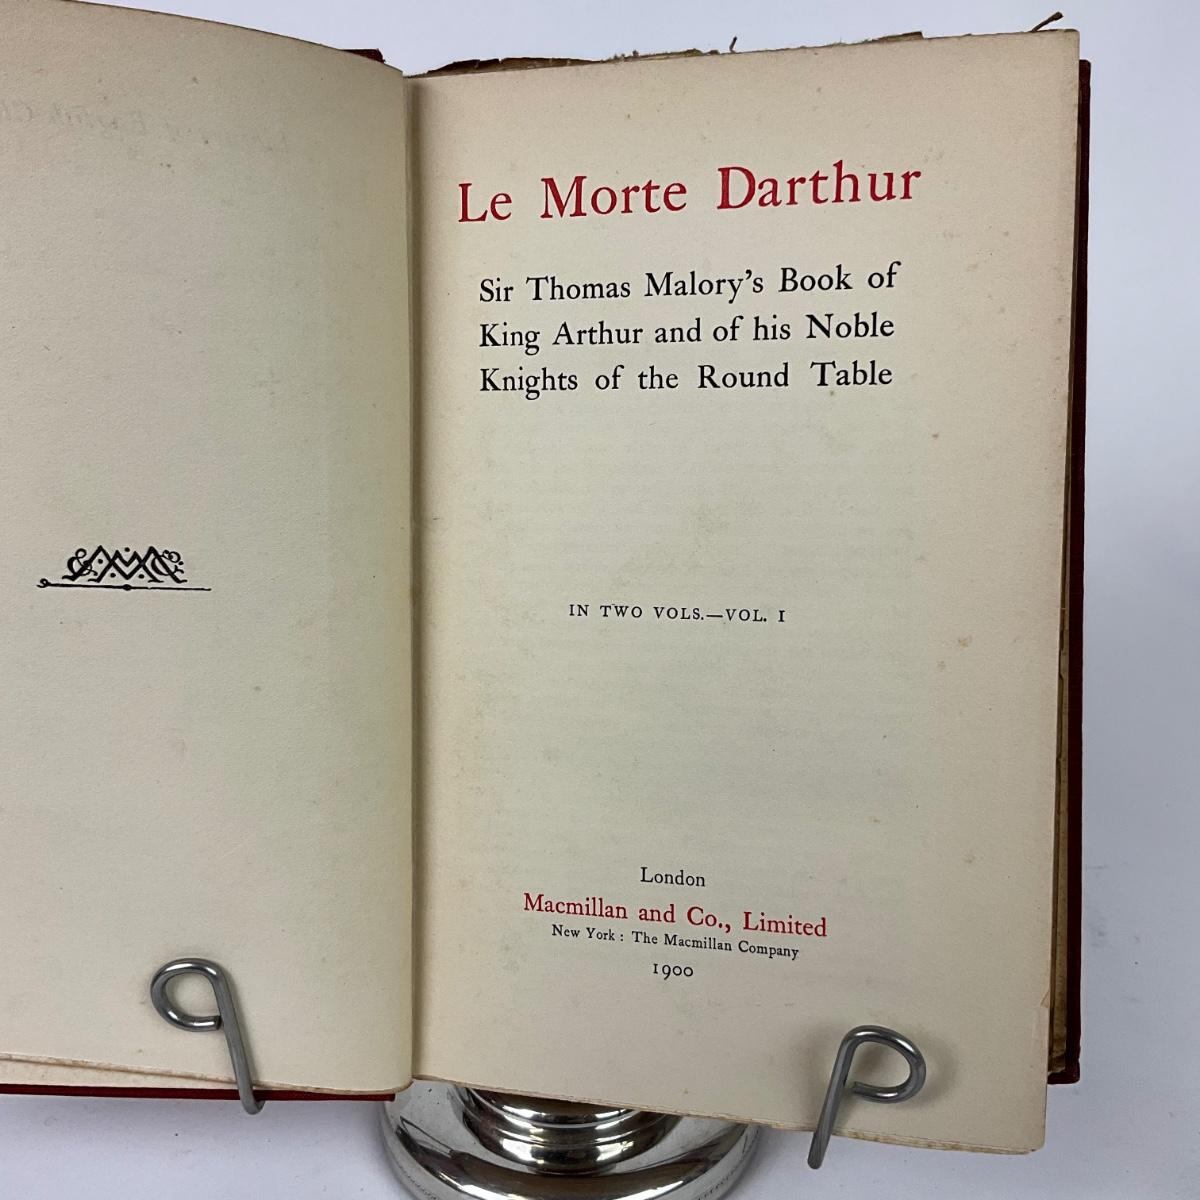 Le Morte Darthur
Sir Thomas Malory's Book of
King Arthur and of his Noble
Knights of the Round Table
IN TWO VOLS.—VOL. I
London
Macmillan and Co., Limited
New York : The Macmillan Company
1900